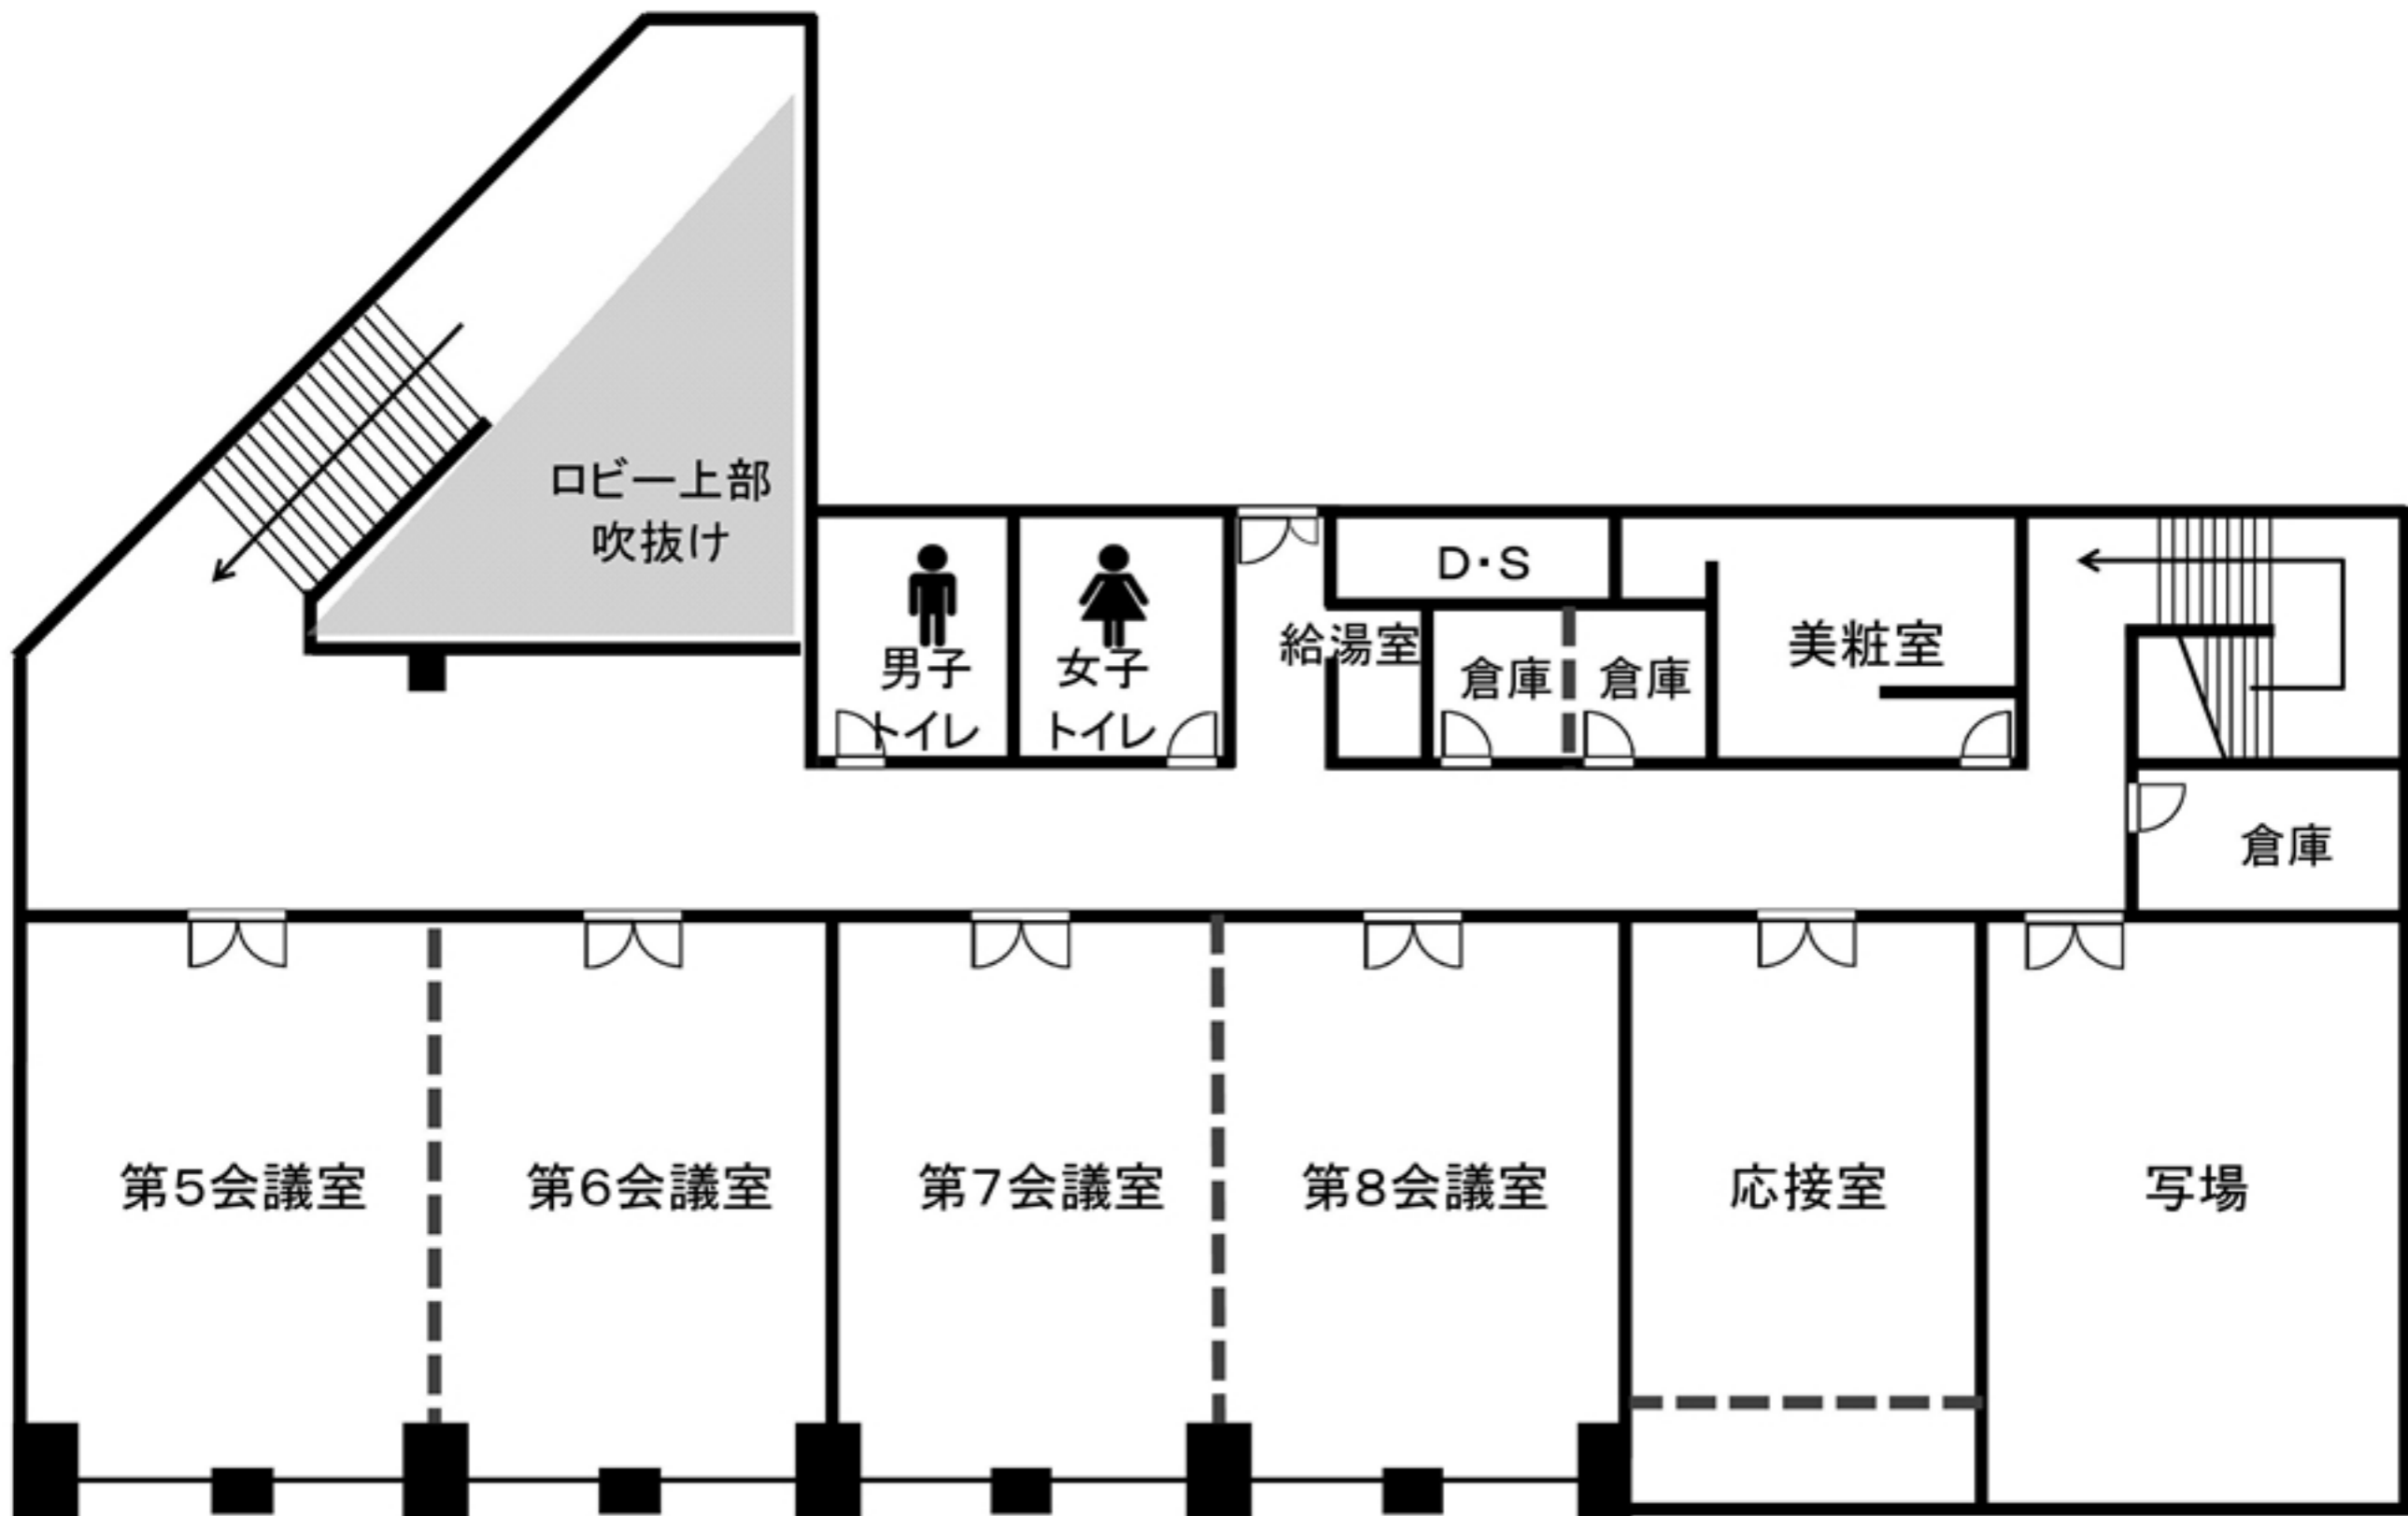 ロビー上部
吹抜け
男子
トイレ
女子
トイレ
給湯室
D・S
倉庫
倉庫
美粧室
倉庫
第5会議室
第6会議室
第7会議室
第8会議室
応接室
写場